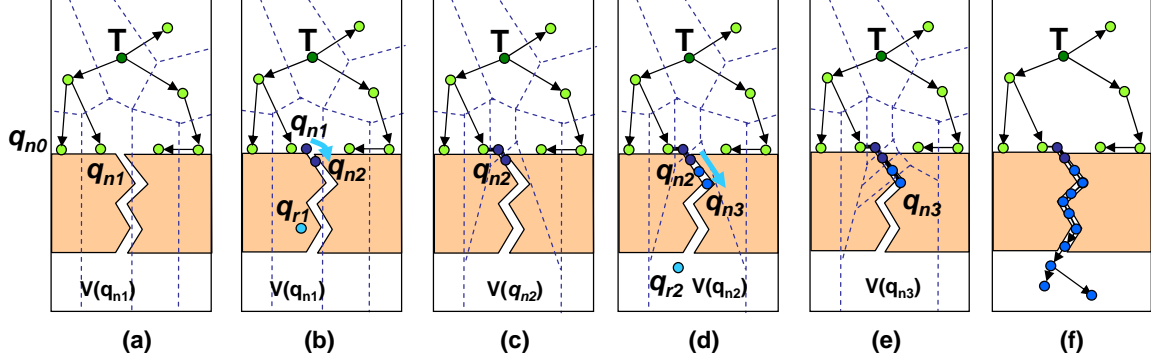 T
q_n0
q_n1
V(q_n1)
(a)
T
q_n1
q_n2
q_r1
V(q_n1)
(b)
T
q_n2
V(q_n2)
(c)
T
q_n2
q_n3
q_r2
V(q_n2)
(d)
T
q_n3
V(q_n3)
(e)
T
(f)